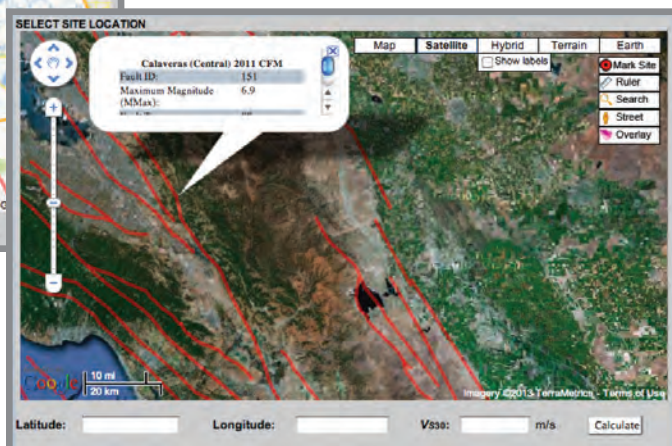 SELECT SITE LOCATION
Calaveras (Central) 2011 CFM
Fault ID: 151
Maximum Magnitude 6.9
(MMax):
Map Satellite Hybrid Terrain Earth
Show labels
Mark Site
Ruler
Search
Street
Overlay
Google
10 mi
20 km
Imagery ©2013 TerraMetrics - Terms of Use
Latitude: Longitude: VS30: m/s Calculate